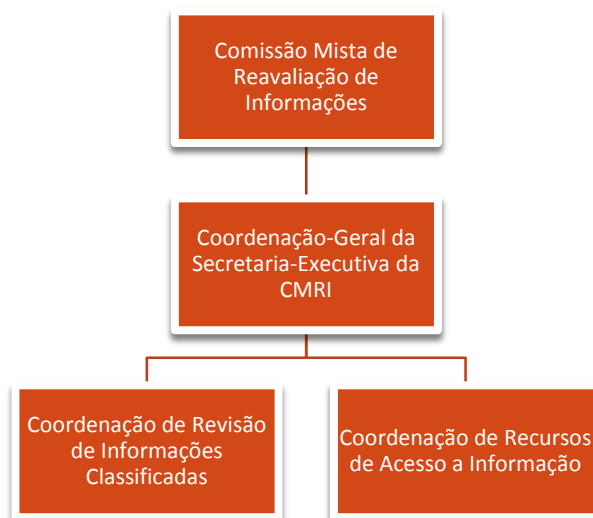 Comissão Mista de
Reavaliação de
Informações
Coordenação-Geral da
Secretaria-Executiva da
CMRI
Coordenação de Revisão
de Informações
Classificadas
Coordenação de Recursos
de Acesso a Informação